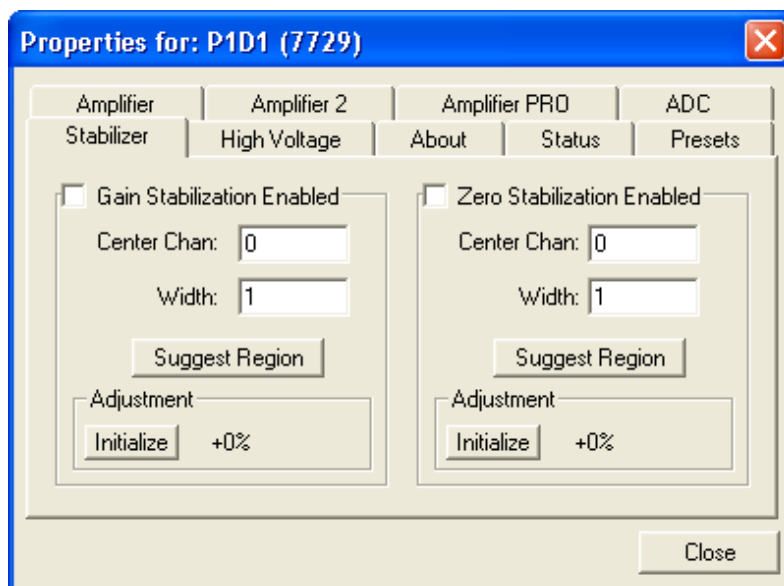 Properties for: P1D1 (7729)
Amplifier
Amplifier 2
Amplifier PRO
ADC
Stabilizer
High Voltage
About
Status
Presets
Gain Stabilization Enabled
Center Chan: 0
Width: 1
Suggest Region
Adjustment
Initialize +0%
Zero Stabilization Enabled
Center Chan: 0
Width: 1
Suggest Region
Adjustment
Initialize +0%
Close